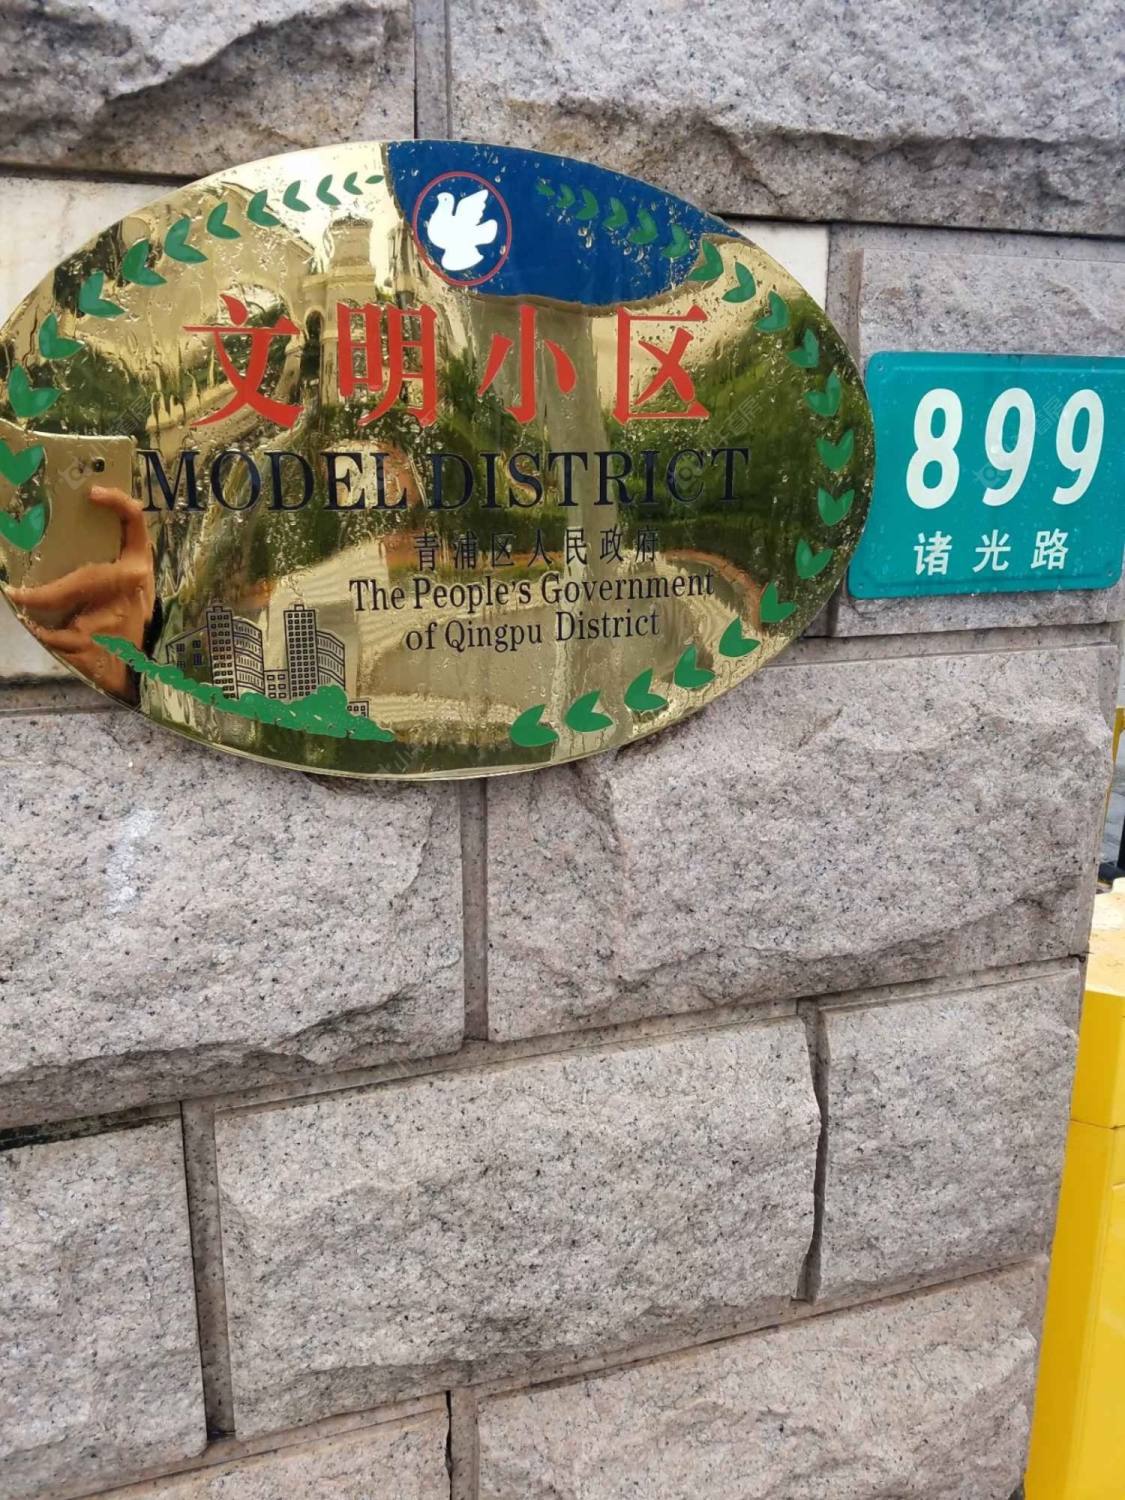 文明小区
MODEL DISTRICT
青浦区人民政府
The People's Government
of Qingpu District
899
诸光路